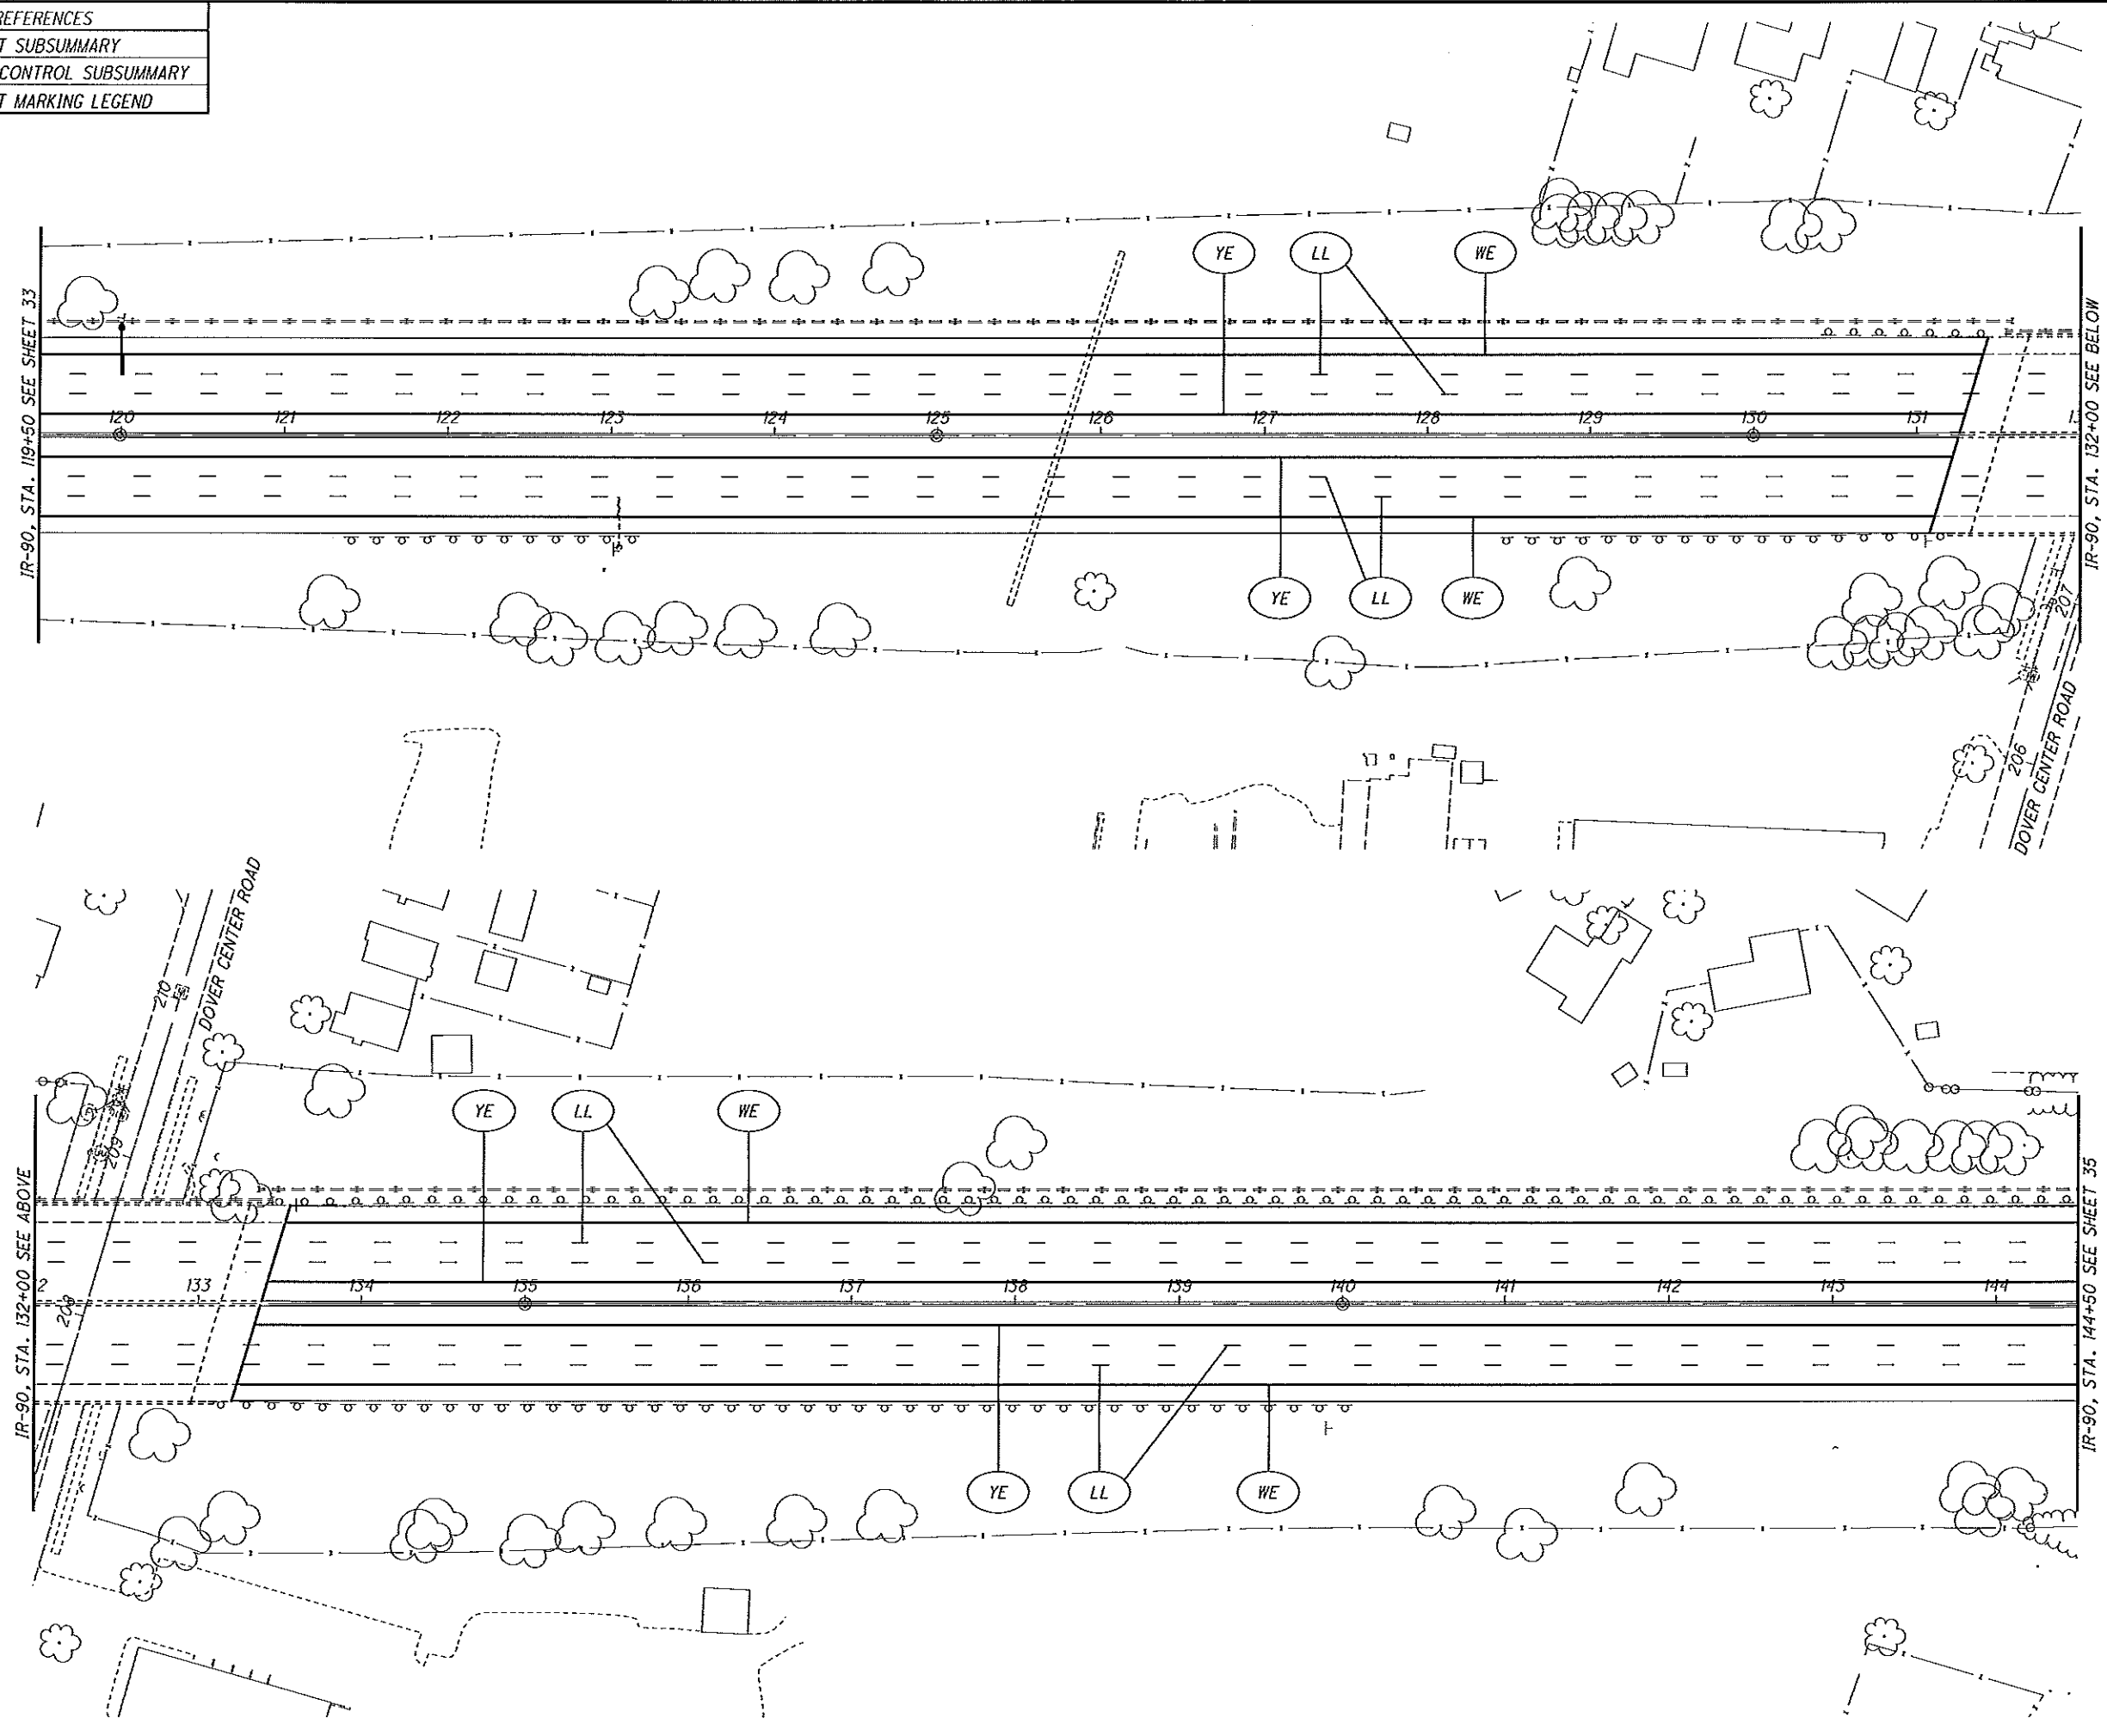 REFERENCES
T SUBSUMMARY
CONTROL SUBSUMMARY
T MARKING LEGEND
IR-90, STA. 119+50 SEE SHEET 33
YE
LL
WE
120
121
122
123
124
125
126
127
128
129
130
131
13
IR-90, STA. 132+00 SEE BELOW
YE
LL
WE
207
206
DOVER CENTER ROAD
DOVER CENTER ROAD
210
209
208
IR-90, STA. 132+00 SEE ABOVE
YE
LL
WE
2
133
134
135
136
137
138
139
140
141
142
143
144
IR-90, STA. 144+50 SEE SHEET 35
YE
LL
WE